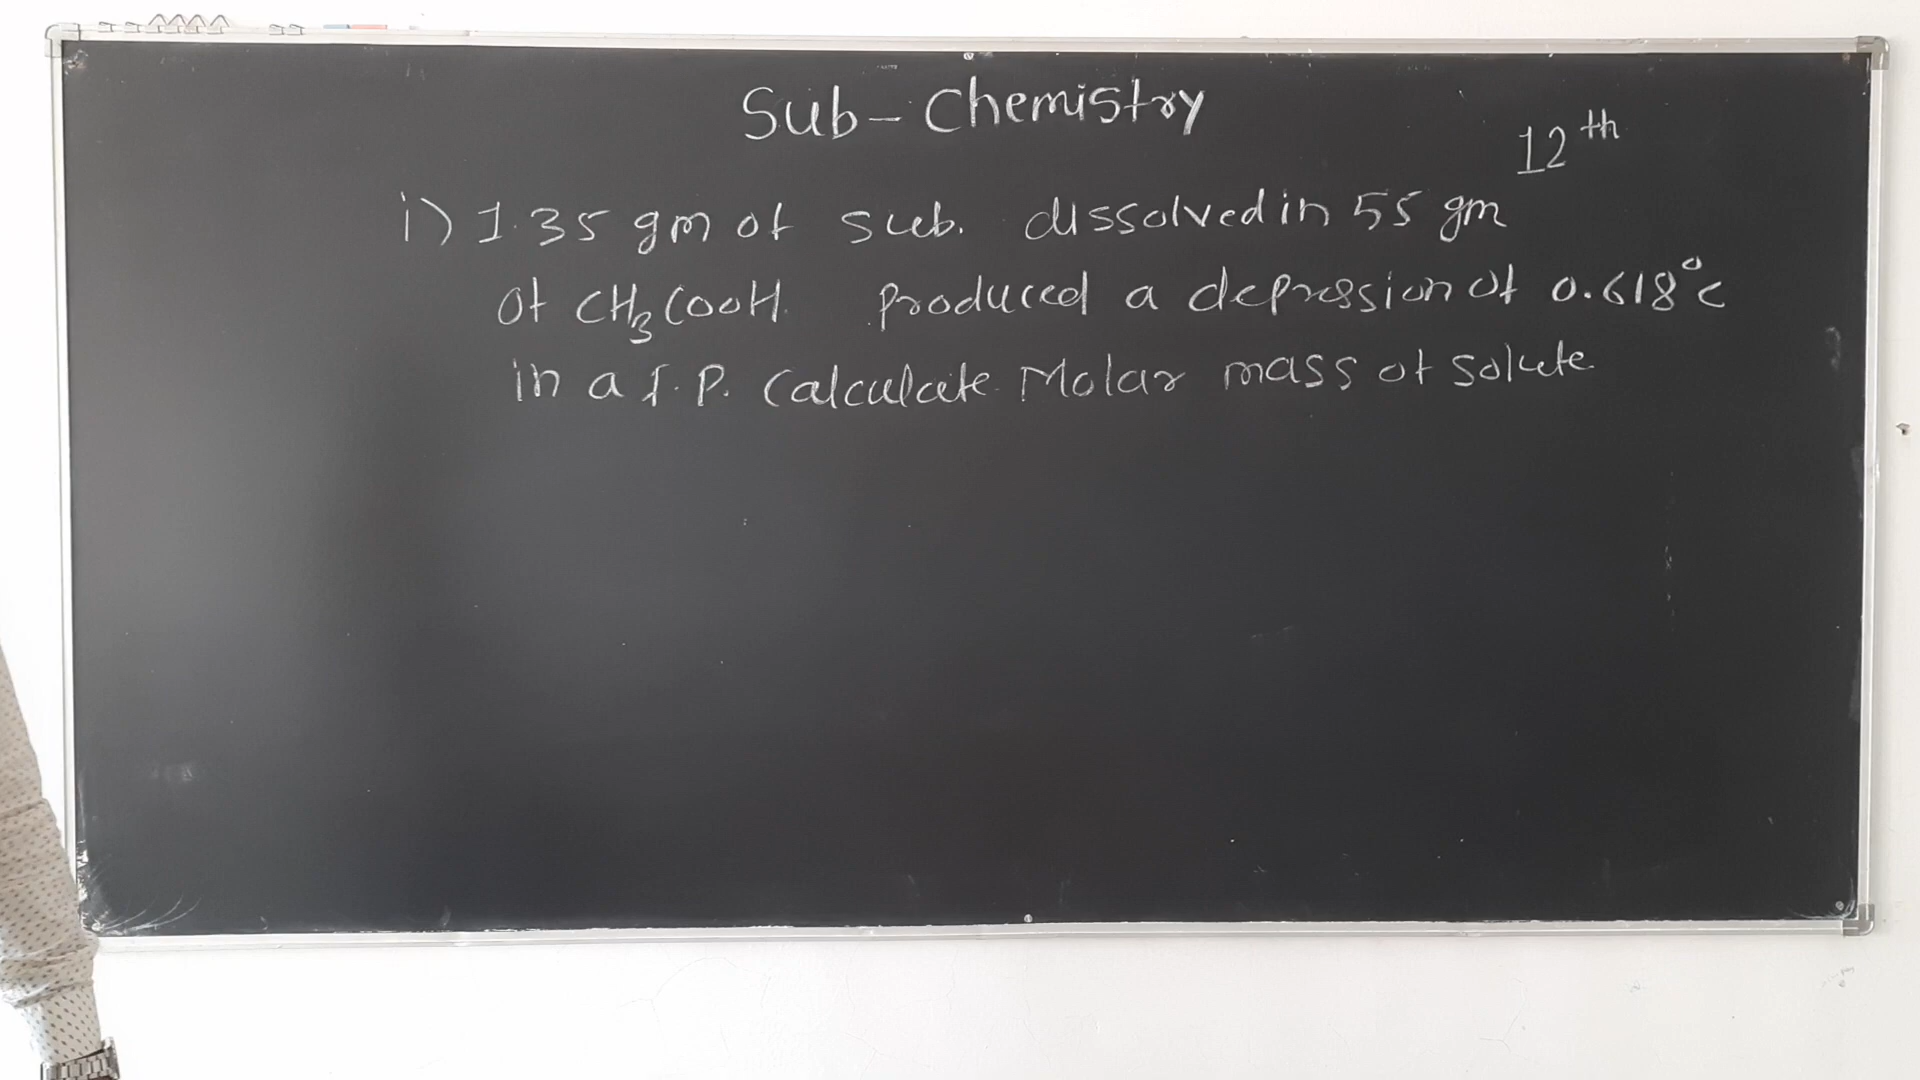 Sub - Chemistry
12th
i) 1.35 gm of sub. dissolved in 55 gm
of CH3COOH. produced a depression of 0.618°c
in a f.P. Calculate Molar mass of solute